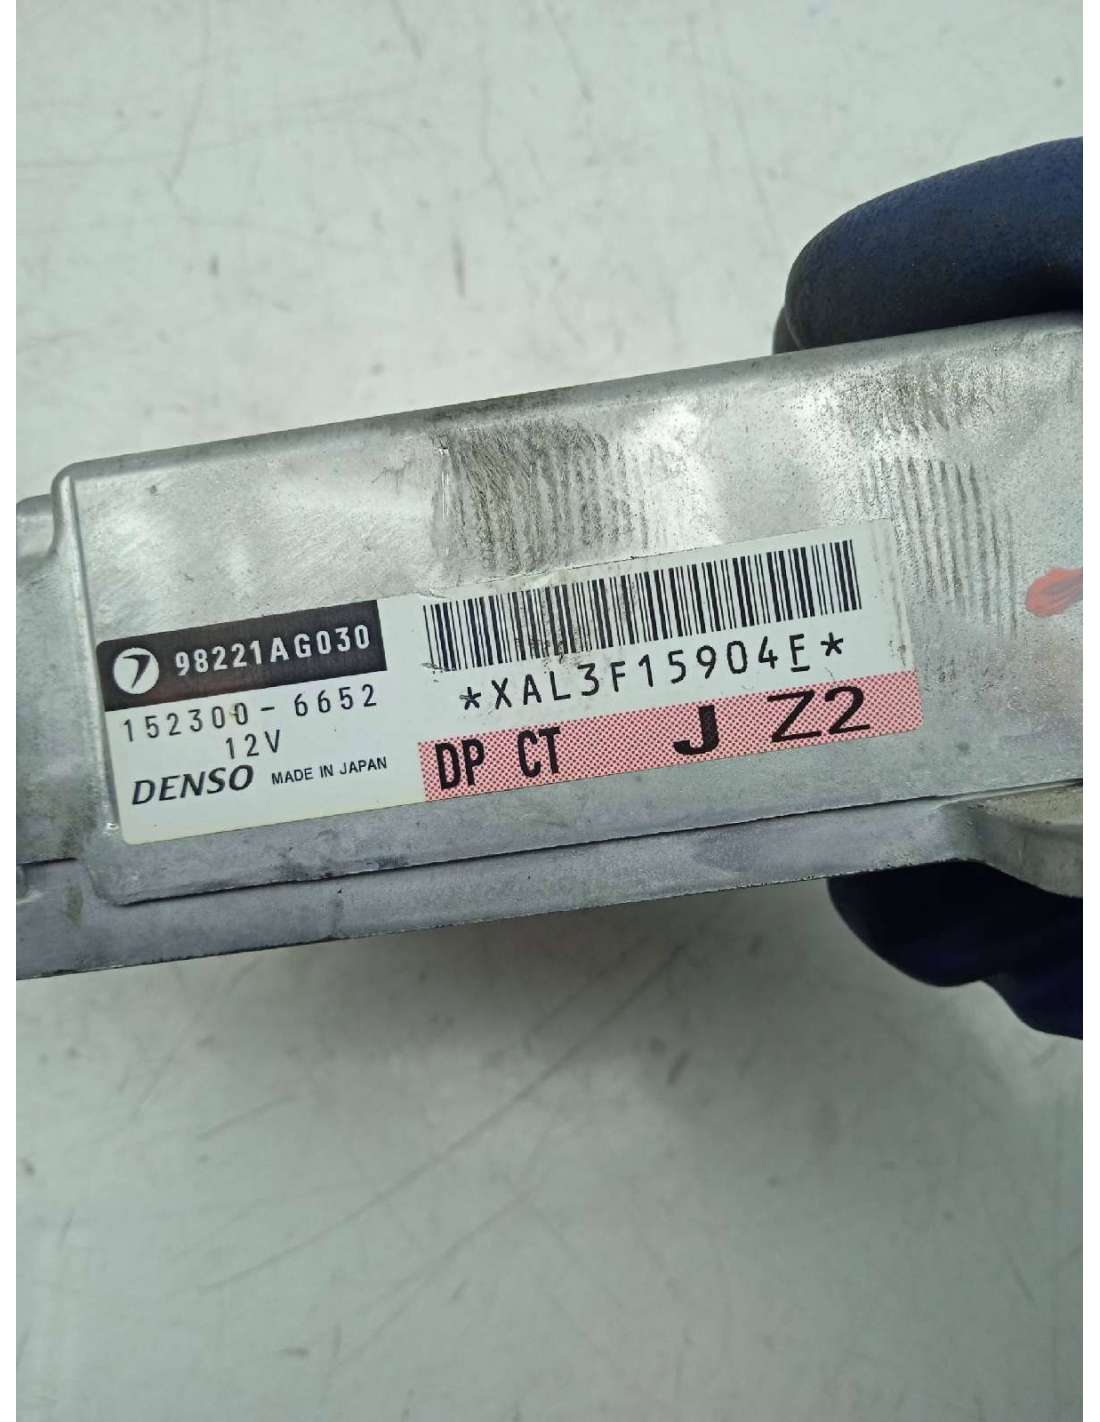 98221AG030
152300-6652
12V
DENSO MADE IN JAPAN
*XAL3F15904E*
DP CT J Z2